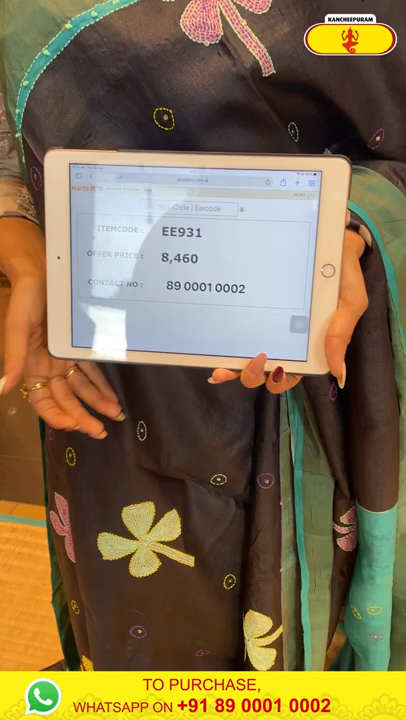 KANCHEEPURAM
Code / Barcode
ITEMCODE : EE931
OFFER PRICE : 8,460
CONTACT NO : 89 0001 0002
TO PURCHASE,
WHATSAPP ON +91 89 0001 0002